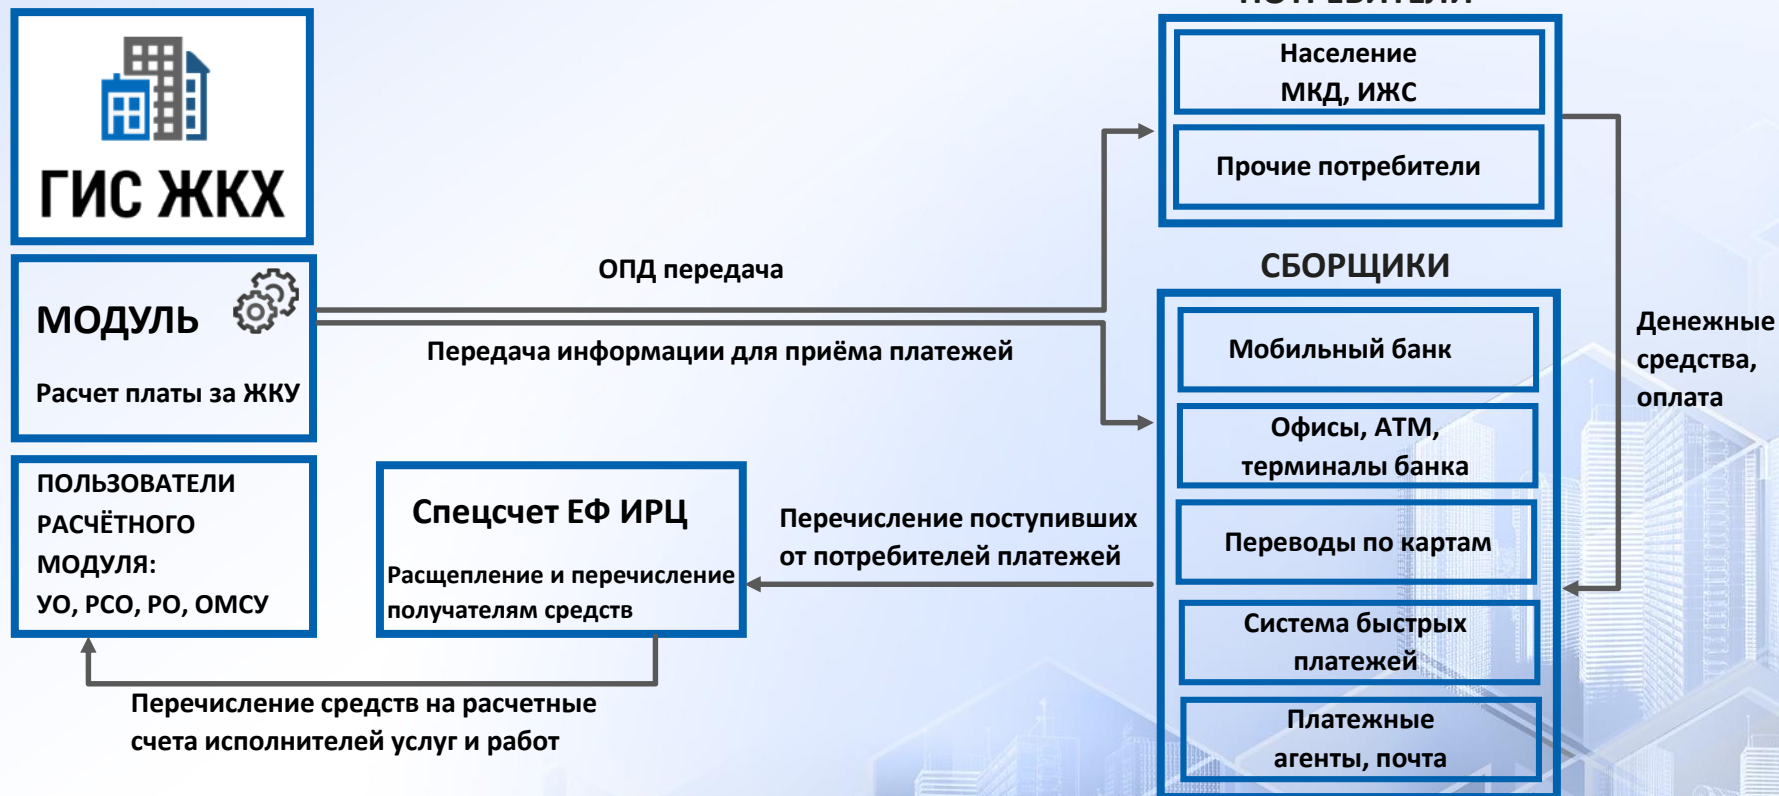 ПОТРЕБИТЕЛИ
Население
МКД, ИЖС
Прочие потребители
ГИС ЖКХ
МОДУЛЬ
Расчет платы за ЖКУ
ОПД передача
Передача информации для приёма платежей
СБОРЩИКИ
Мобильный банк
Офисы, АТМ,
терминалы банка
Переводы по картам
Система быстрых
платежей
Платежные
агенты, почта
Денежные
средства,
оплата
ПОЛЬЗОВАТЕЛИ
РАСЧЁТНОГО
МОДУЛЯ:
УО, РСО, РО, ОМСУ
Спецсчет ЕФ ИРЦ
Расщепление и перечисление
получателям средств
Перечисление поступивших
от потребителей платежей
Перечисление средств на расчетные
счета исполнителей услуг и работ